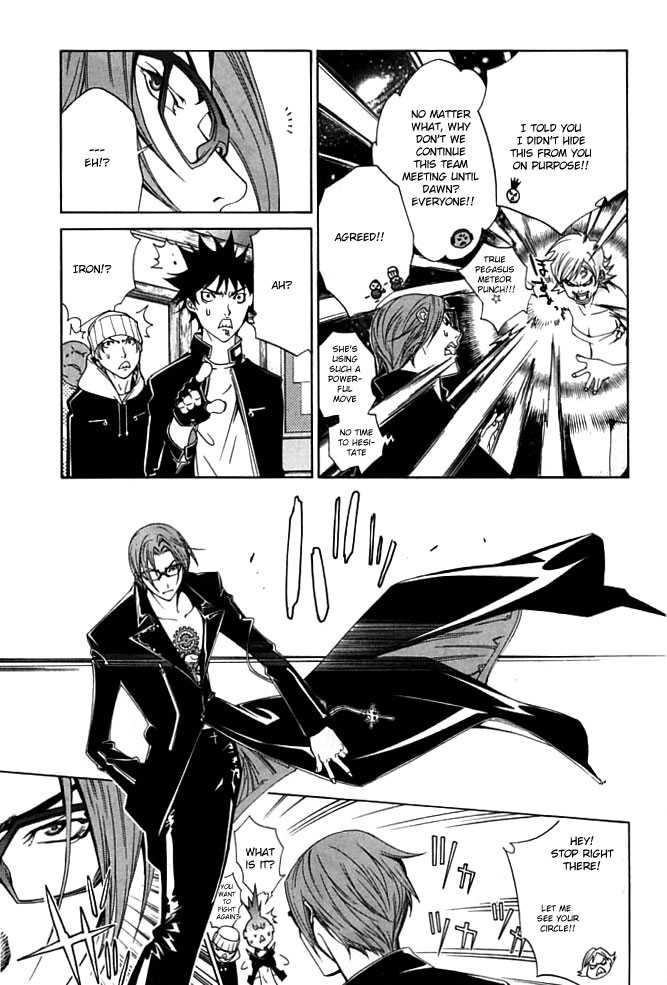 I TOLD YOU
I DIDN'T HIDE
THIS FROM YOU
ON PURPOSE!!
NO MATTER
WHAT, WHY
DON'T WE
CONTINUE
THIS TEAM
MEETING UNTIL
DAWN?
EVERYONE!!
AGREED!!
TRUE
PEGASUS
METEOR
PUNCH!!!
SHE'S
USING
SUCH A
POWER-
FUL
MOVE
NO TIME
TO HESI-
TATE
---
EH!?
AH?
IRON!?
HEY!
STOP RIGHT
THERE!
LET ME
SEE YOUR
CIRCLE!!
WHAT
IS IT?
YOU
WANT TO
FIGHT
AGAIN?